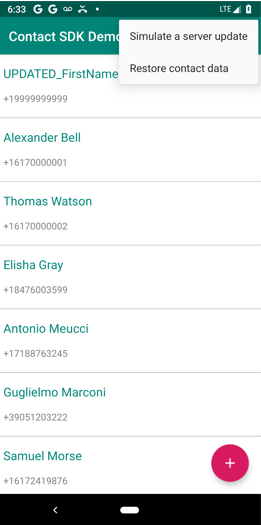 6:33 G G LTE
Contact SDK Demo
Simulate a server update
Restore contact data
UPDATED_FirstName
+19999999999
Alexander Bell
+16170000001
Thomas Watson
+16170000002
Elisha Gray
+18476003599
Antonio Meucci
+17188763245
Guglielmo Marconi
+39051203222
Samuel Morse
+16172419876